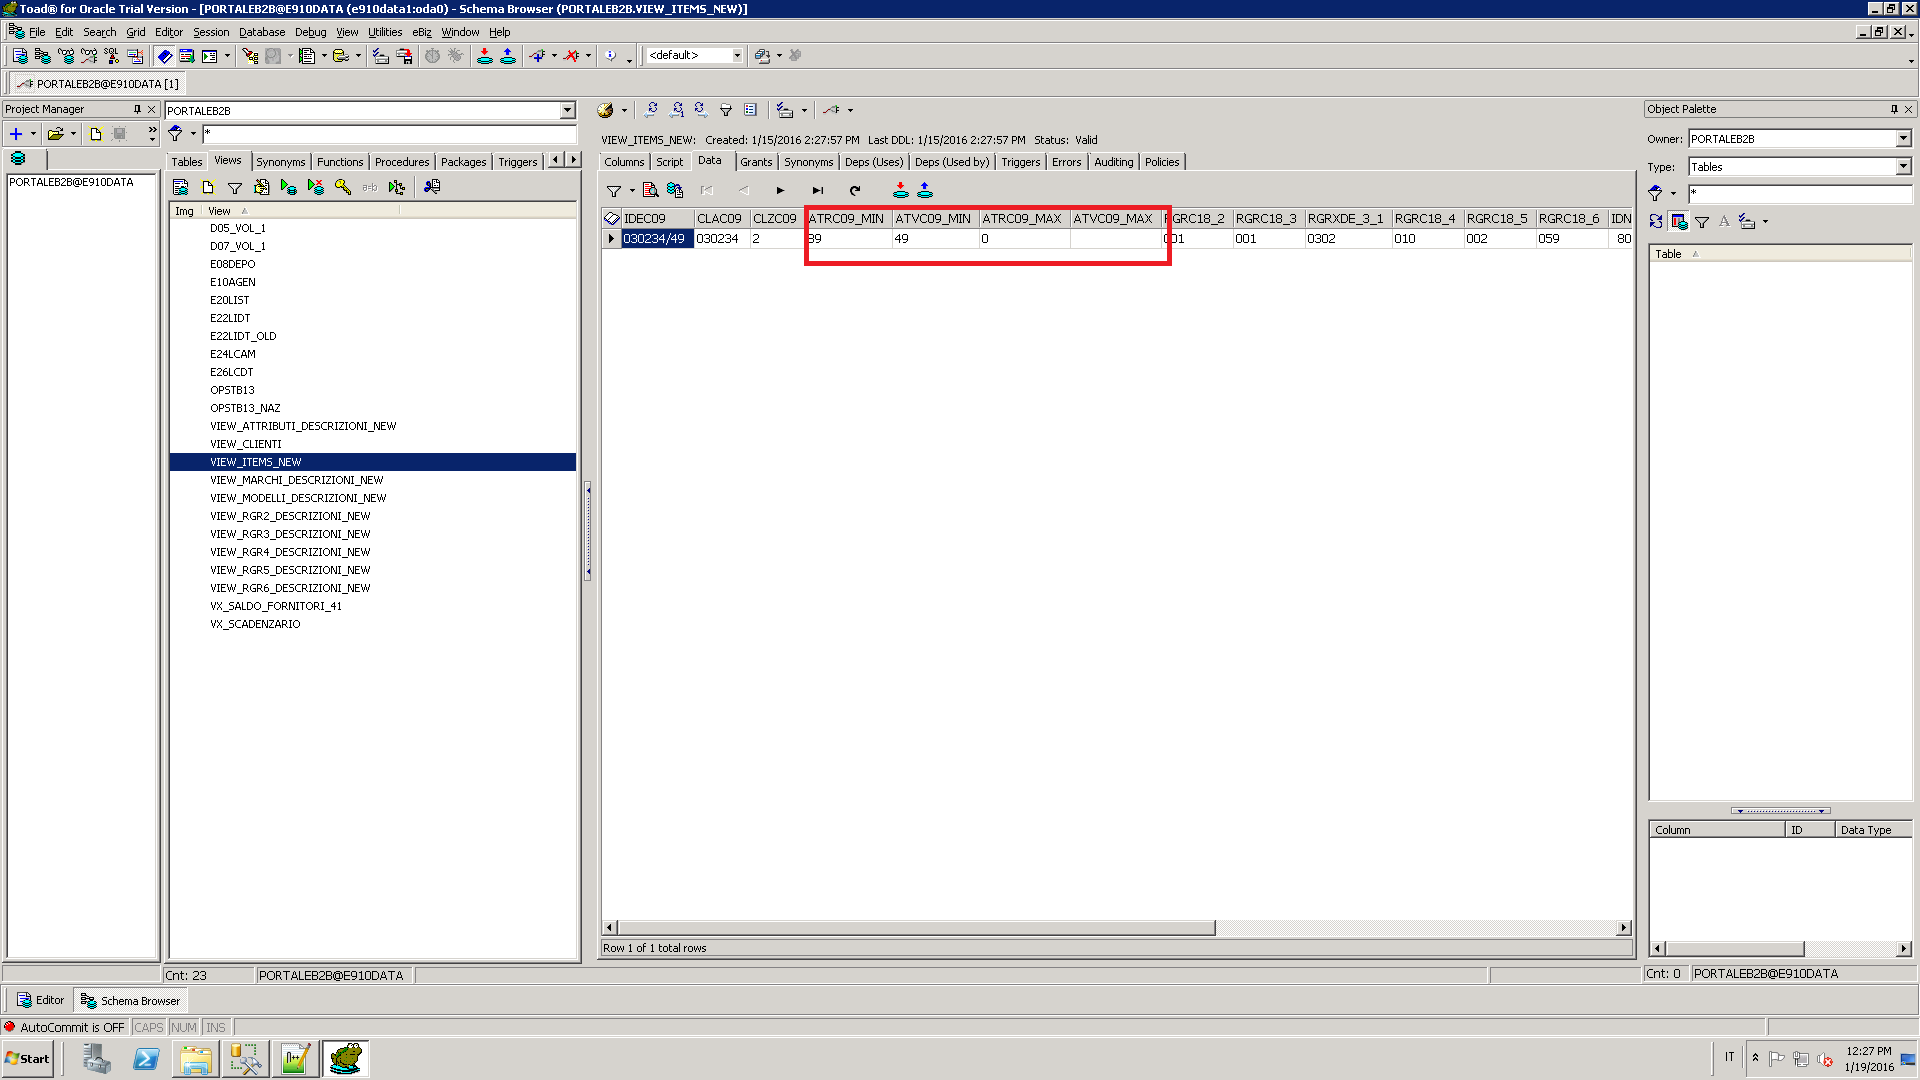 Toad® for Oracle Trial Version - [PORTALEB2B@E910DATA (e910data1:oda0) - Schema Browser (PORTALEB2B.VIEW_ITEMS_NEW)]
File Edit Search Grid Editor Session Database Debug View Utilities eBiz Window Help
<default>
PORTALEB2B@E910DATA [1]
Project Manager
PORTALEB2B@E910DATA
PORTALEB2B
*
Tables Views Synonyms Functions Procedures Packages Triggers
Img View
D05_VOL_1
D07_VOL_1
E08DEPO
E10AGEN
E20LIST
E22LIDT
E22LIDT_OLD
E24LCAM
E26LCDT
OPSTB13
OPSTB13_NAZ
VIEW_ATTRIBUTI_DESCRIZIONI_NEW
VIEW_CLIENTI
VIEW_ITEMS_NEW
VIEW_MARCHI_DESCRIZIONI_NEW
VIEW_MODELLI_DESCRIZIONI_NEW
VIEW_RGR2_DESCRIZIONI_NEW
VIEW_RGR3_DESCRIZIONI_NEW
VIEW_RGR4_DESCRIZIONI_NEW
VIEW_RGR5_DESCRIZIONI_NEW
VIEW_RGR6_DESCRIZIONI_NEW
VX_SALDO_FORNITORI_41
VX_SCADENZARIO
Cnt: 23 PORTALEB2B@E910DATA
VIEW_ITEMS_NEW: Created: 1/15/2016 2:27:57 PM Last DDL: 1/15/2016 2:27:57 PM Status: Valid
Columns Script Data Grants Synonyms Deps (Uses) Deps (Used by) Triggers Errors Auditing Policies
IDEC09 CLAC09 CLZC09 ATRC09_MIN ATVC09_MIN ATRC09_MAX ATVC09_MAX RGRC18_2 RGRC18_3 RGRXDE_3_1 RGRC18_4 RGRC18_5 RGRC18_6 IDN
030234/49 030234 2 89 49 0 001 001 0302 010 002 059 80
Row 1 of 1 total rows
Object Palette
Owner: PORTALEB2B
Type: Tables
*
Table
Column ID Data Type
Cnt: 0 PORTALEB2B@E910DATA
Editor Schema Browser
AutoCommit is OFF CAPS NUM INS
Start
IT
12:27 PM
1/19/2016